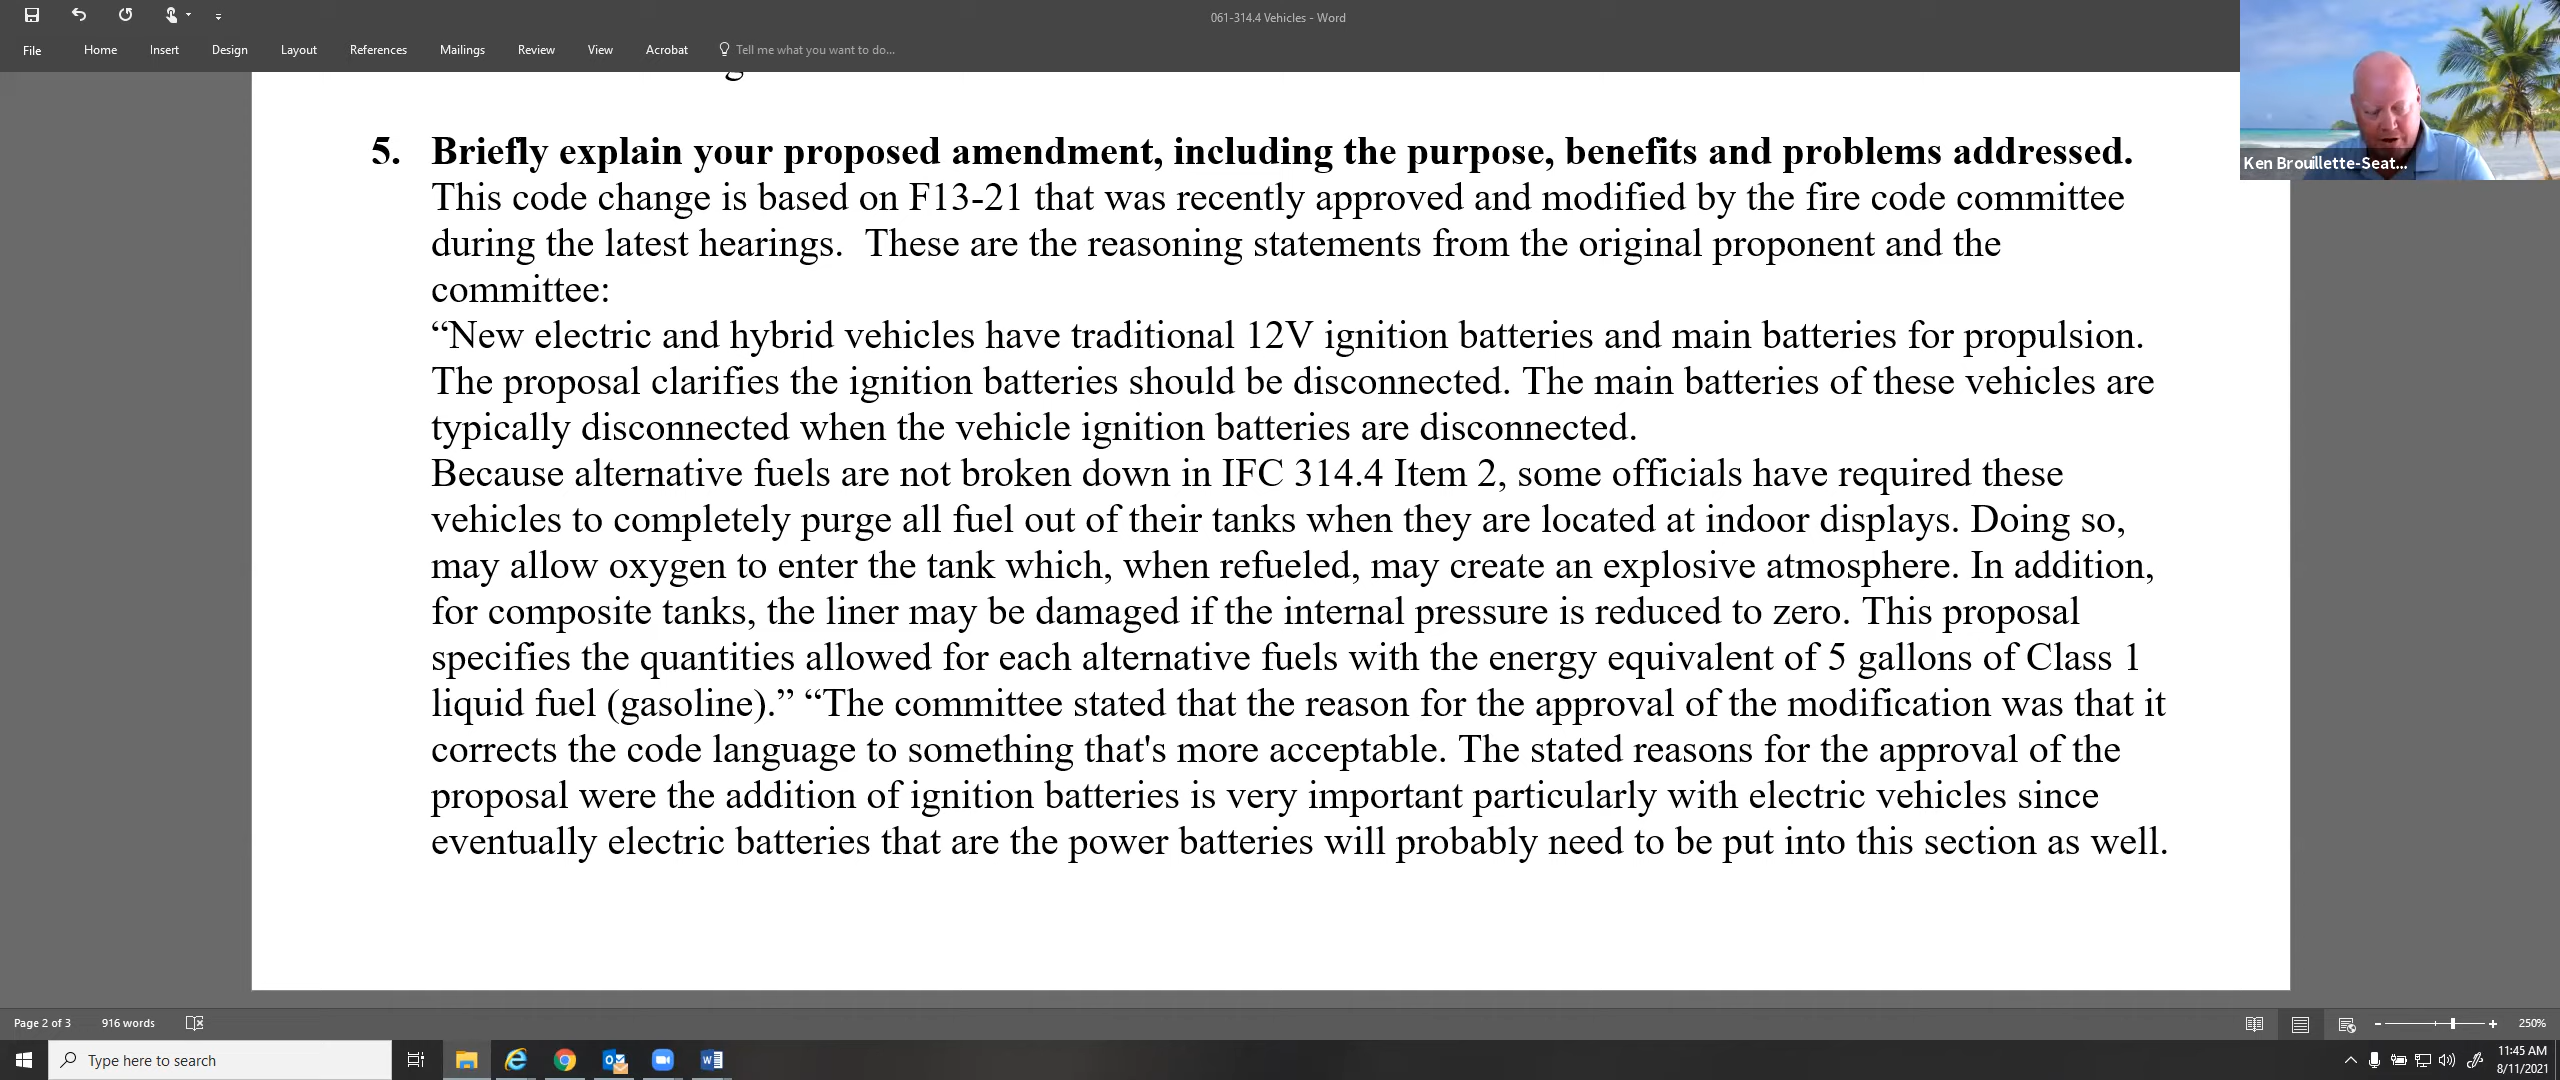 061-314.4 Vehicles - Word
File Home Insert Design Layout References Mailings Review View Acrobat Tell me what you want to do...
Ken Brouillette-Seat...
5. Briefly explain your proposed amendment, including the purpose, benefits and problems addressed.
This code change is based on F13-21 that was recently approved and modified by the fire code committee
during the latest hearings.  These are the reasoning statements from the original proponent and the
committee:
“New electric and hybrid vehicles have traditional 12V ignition batteries and main batteries for propulsion.
The proposal clarifies the ignition batteries should be disconnected. The main batteries of these vehicles are
typically disconnected when the vehicle ignition batteries are disconnected.
Because alternative fuels are not broken down in IFC 314.4 Item 2, some officials have required these
vehicles to completely purge all fuel out of their tanks when they are located at indoor displays. Doing so,
may allow oxygen to enter the tank which, when refueled, may create an explosive atmosphere. In addition,
for composite tanks, the liner may be damaged if the internal pressure is reduced to zero. This proposal
specifies the quantities allowed for each alternative fuels with the energy equivalent of 5 gallons of Class 1
liquid fuel (gasoline).” “The committee stated that the reason for the approval of the modification was that it
corrects the code language to something that's more acceptable. The stated reasons for the approval of the
proposal were the addition of ignition batteries is very important particularly with electric vehicles since
eventually electric batteries that are the power batteries will probably need to be put into this section as well.
Page 2 of 3 916 words 250%
Type here to search
11:45 AM
8/11/2021